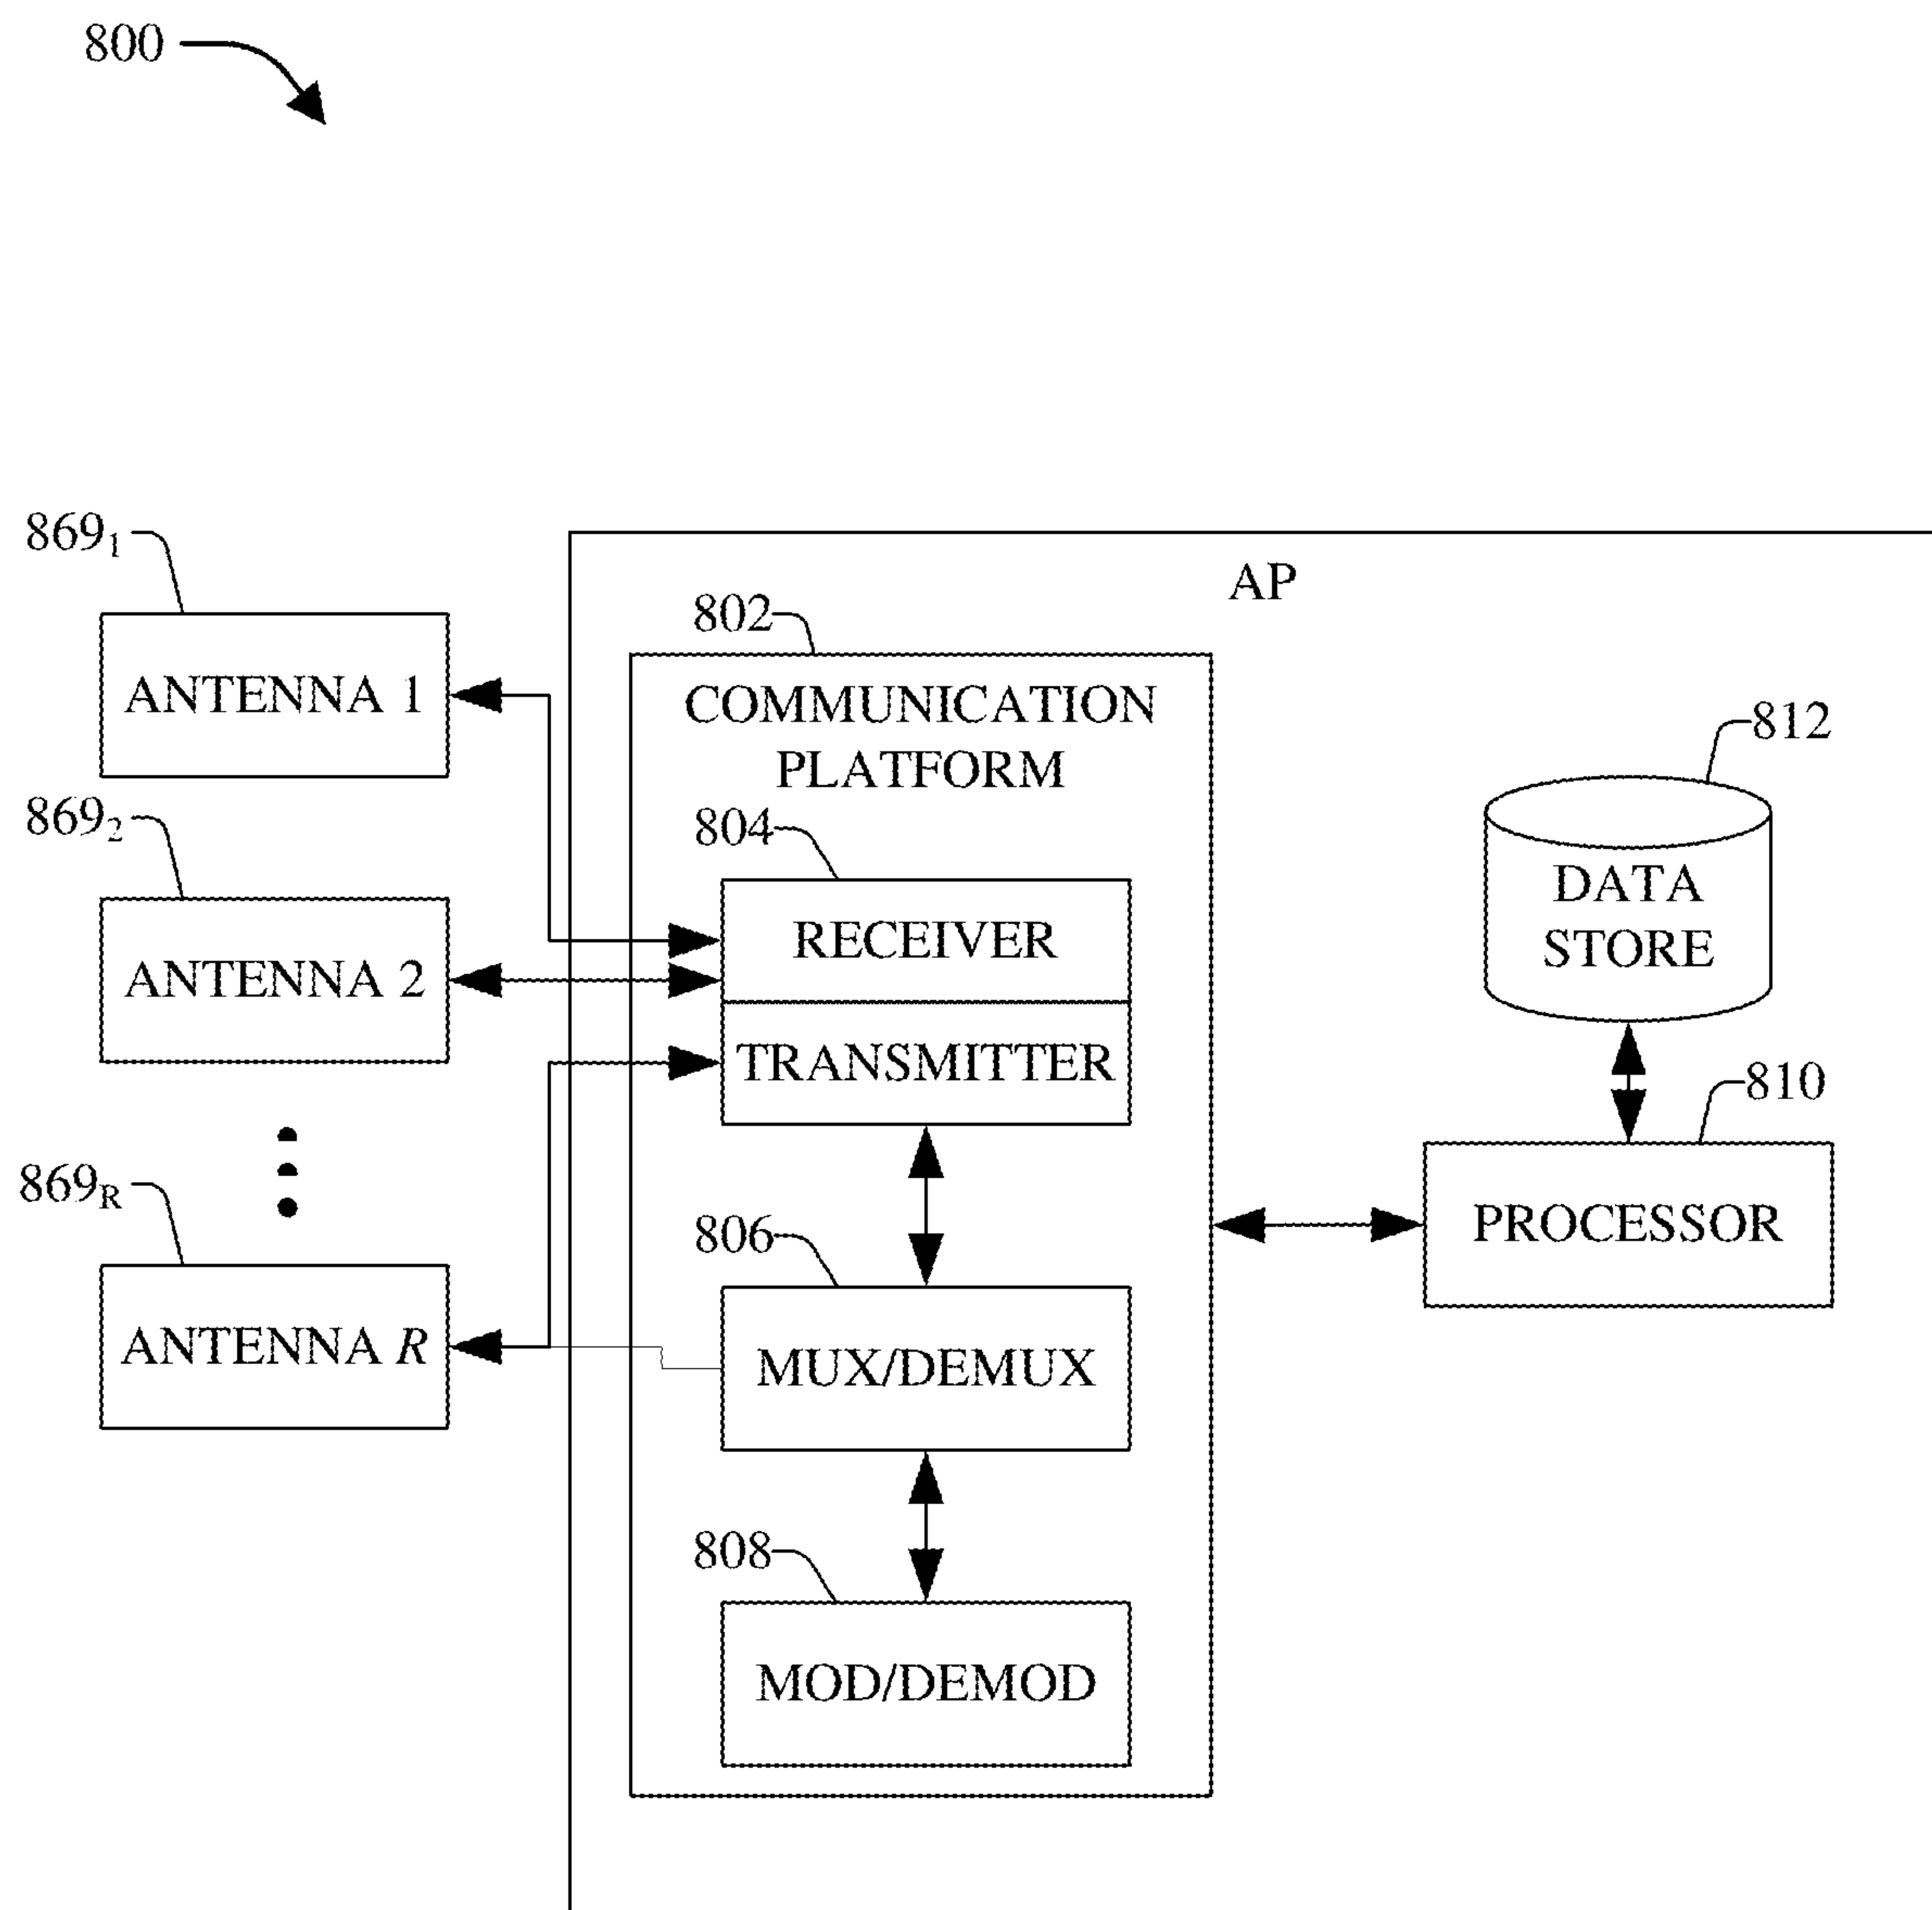 800
869₁
AP
802
ANTENNA 1
COMMUNICATION
PLATFORM
812
869₂
804
DATA
STORE
RECEIVER
ANTENNA 2
TRANSMITTER
810
869R
806
PROCESSOR
ANTENNA R
MUX/DEMUX
808
MOD/DEMOD